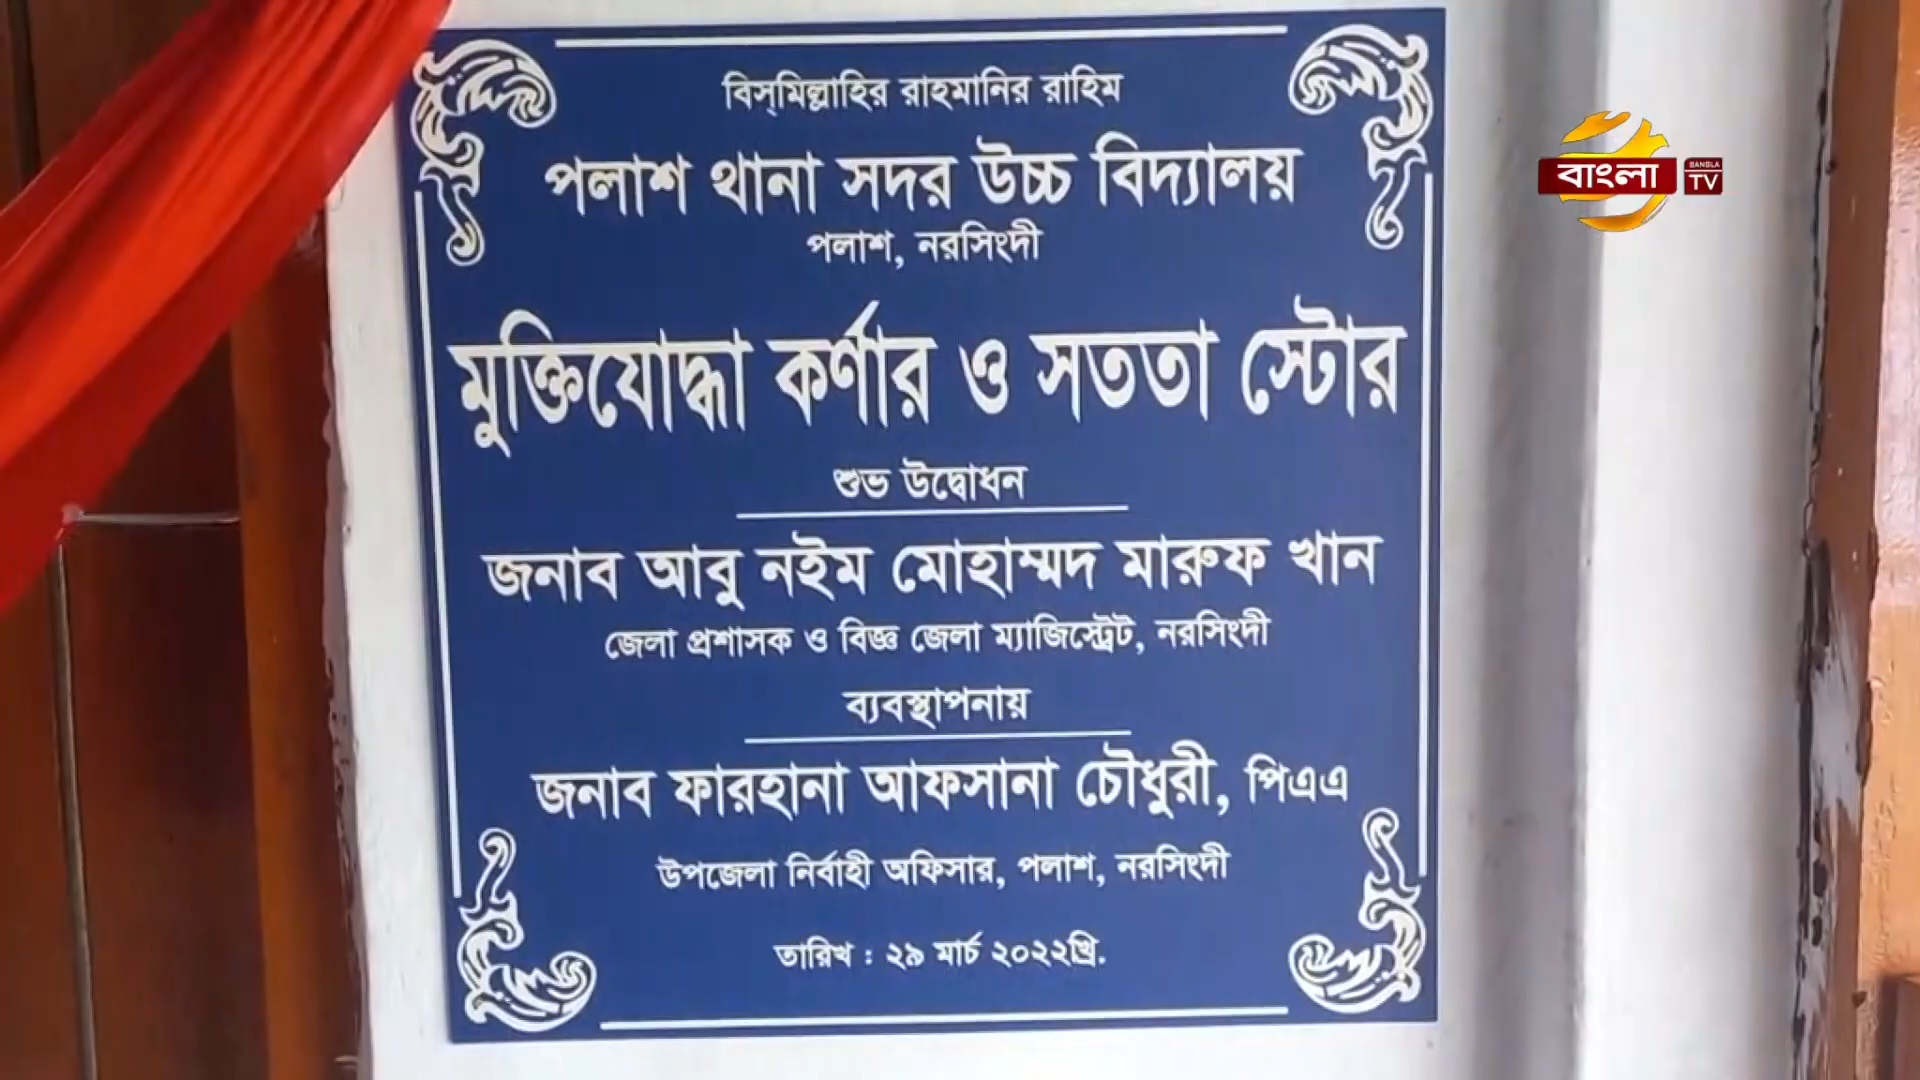 বিস্‌মিল্লাহির রাহমানির রাহিম
পলাশ থানা সদর উচ্চ বিদ্যালয়
পলাশ, নরসিংদী
মুক্তিযোদ্ধা কর্ণার ও সততা স্টোর
শুভ উদ্বোধন
জনাব আবু নইম মোহাম্মদ মারুফ খান
জেলা প্রশাসক ও বিজ্ঞ জেলা ম্যাজিস্ট্রেট, নরসিংদী
ব্যবস্থাপনায়
জনাব ফারহানা আফসানা চৌধুরী, পিএএ
উপজেলা নির্বাহী অফিসার, পলাশ, নরসিংদী
তারিখ : ২৯ মার্চ ২০২২খ্রি.
বাংলা BANGLA TV